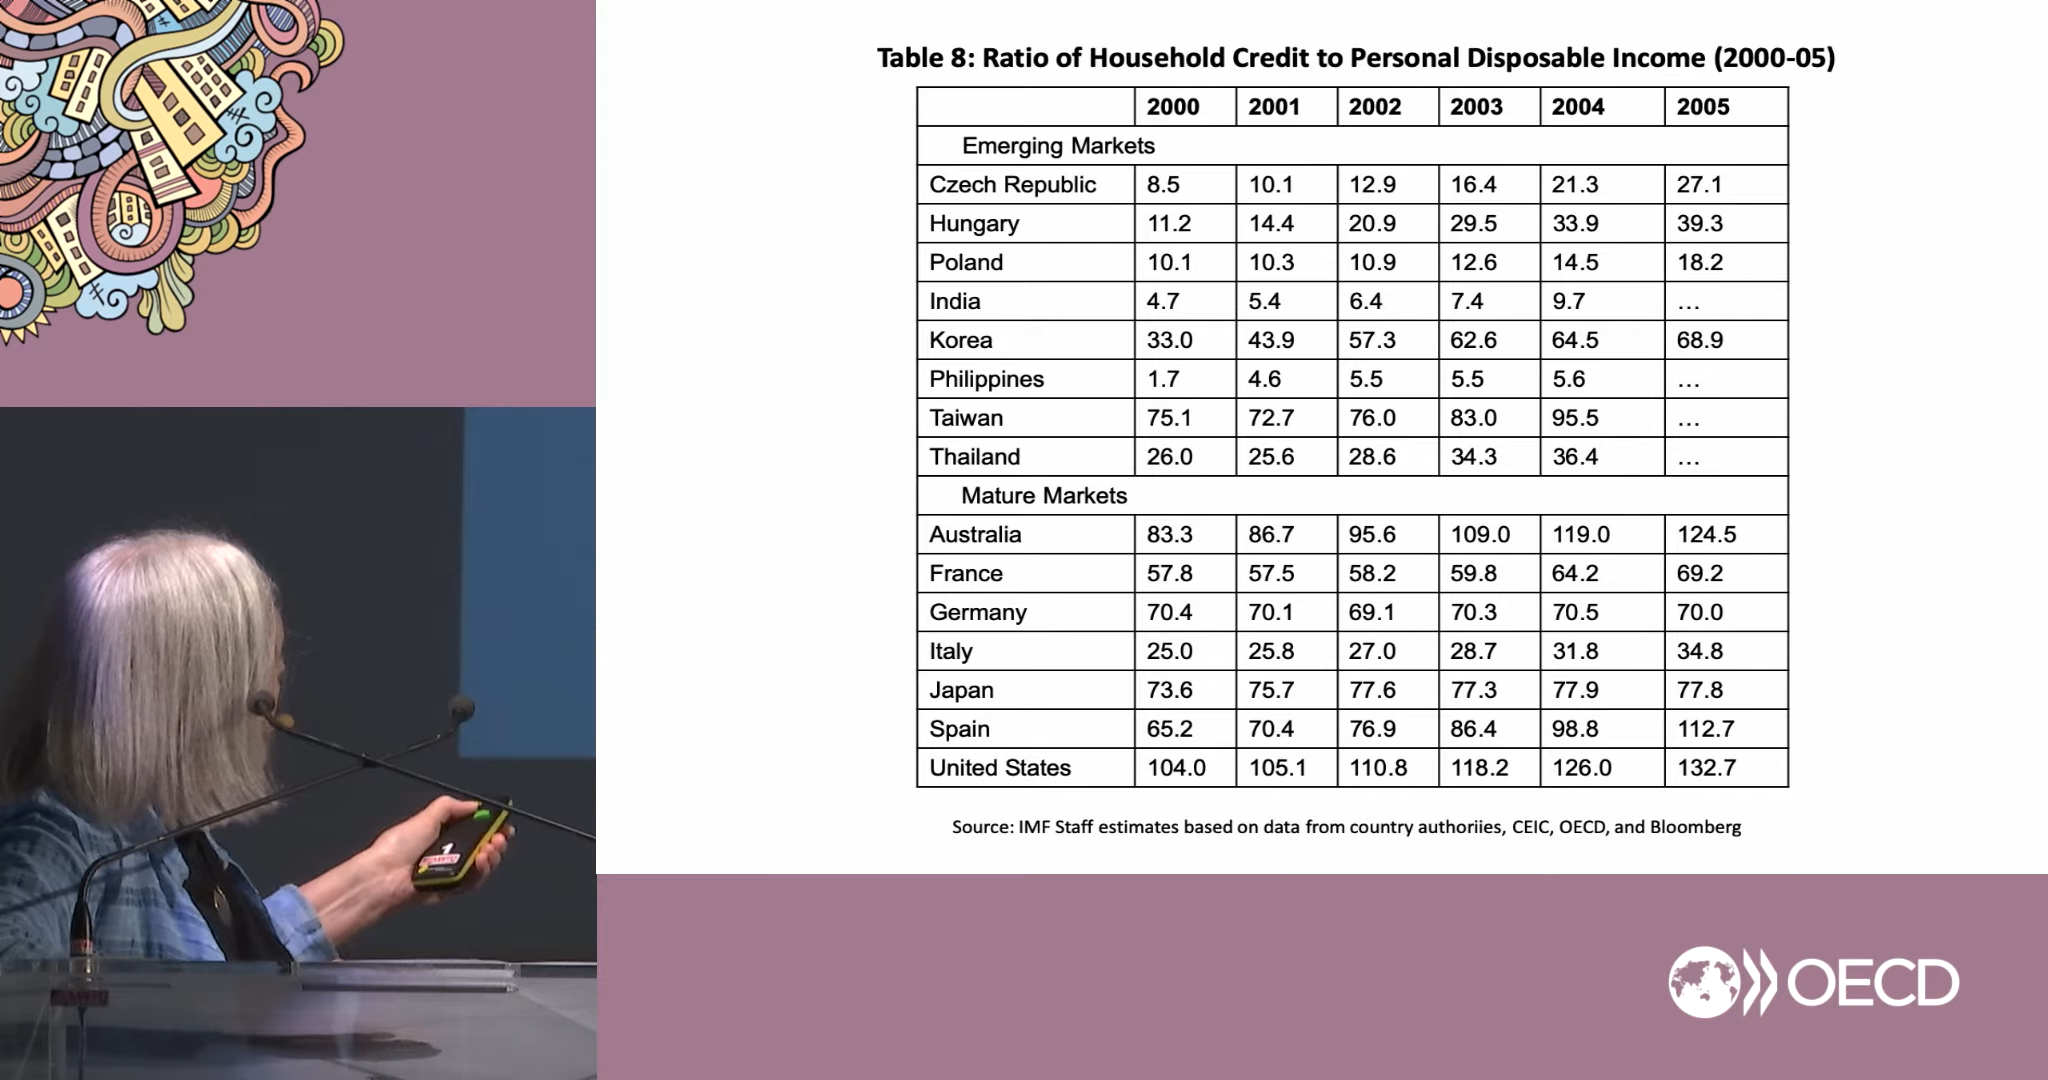 Table 8: Ratio of Household Credit to Personal Disposable Income (2000-05)
2000 2001 2002 2003 2004 2005
Emerging Markets
Czech Republic 8.5 10.1 12.9 16.4 21.3 27.1
Hungary 11.2 14.4 20.9 29.5 33.9 39.3
Poland 10.1 10.3 10.9 12.6 14.5 18.2
India 4.7 5.4 6.4 7.4 9.7 ...
Korea 33.0 43.9 57.3 62.6 64.5 68.9
Philippines 1.7 4.6 5.5 5.5 5.6 ...
Taiwan 75.1 72.7 76.0 83.0 95.5 ...
Thailand 26.0 25.6 28.6 34.3 36.4 ...
Mature Markets
Australia 83.3 86.7 95.6 109.0 119.0 124.5
France 57.8 57.5 58.2 59.8 64.2 69.2
Germany 70.4 70.1 69.1 70.3 70.5 70.0
Italy 25.0 25.8 27.0 28.7 31.8 34.8
Japan 73.6 75.7 77.6 77.3 77.9 77.8
Spain 65.2 70.4 76.9 86.4 98.8 112.7
United States 104.0 105.1 110.8 118.2 126.0 132.7
Source: IMF Staff estimates based on data from country authoriies, CEIC, OECD, and Bloomberg
1
OECD